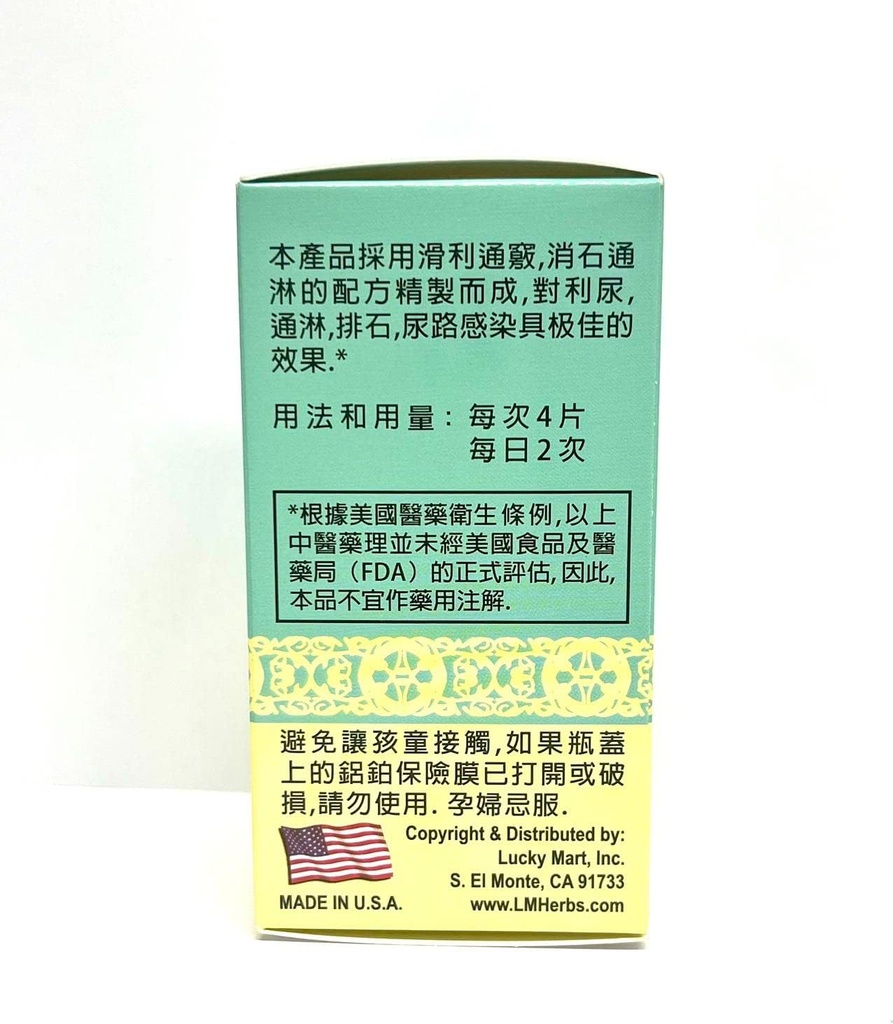 本產品採用滑利通竅,消石通
淋的配方精製而成,對利尿,
通淋,排石,尿路感染具极佳的
效果.*
用法和用量: 每次4片
每日2次
*根據美國醫藥衛生條例,以上
中醫藥理並未經美國食品及醫
藥局（FDA）的正式評估,因此,
本品不宜作藥用注解.
避免讓孩童接觸,如果瓶蓋
上的鋁鉑保險膜已打開或破
損,請勿使用. 孕婦忌服.
Copyright & Distributed by:
Lucky Mart, Inc.
S. El Monte, CA 91733
MADE IN U.S.A.
www.LMHerbs.com